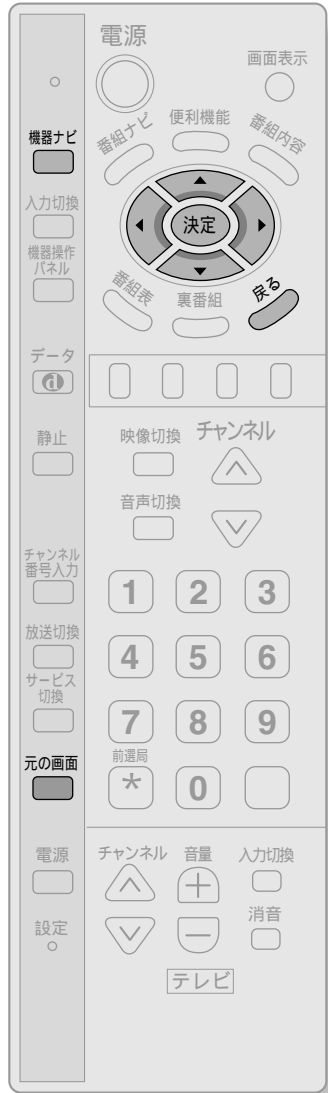 電源
画面表示
機器ナビ
番組ナビ
便利機能
番組内容
入力切換
決定
機器操作
パネル
番組表
裏番組
戻る
データ
d
静止
映像切換
チャンネル
音声切換
チャンネル
番号入力
1 2 3
放送切換
4 5 6
サービス
切換
7 8 9
元の画面
前選局
* 0
電源
チャンネル 音量 入力切換
設定
消音
テレビ